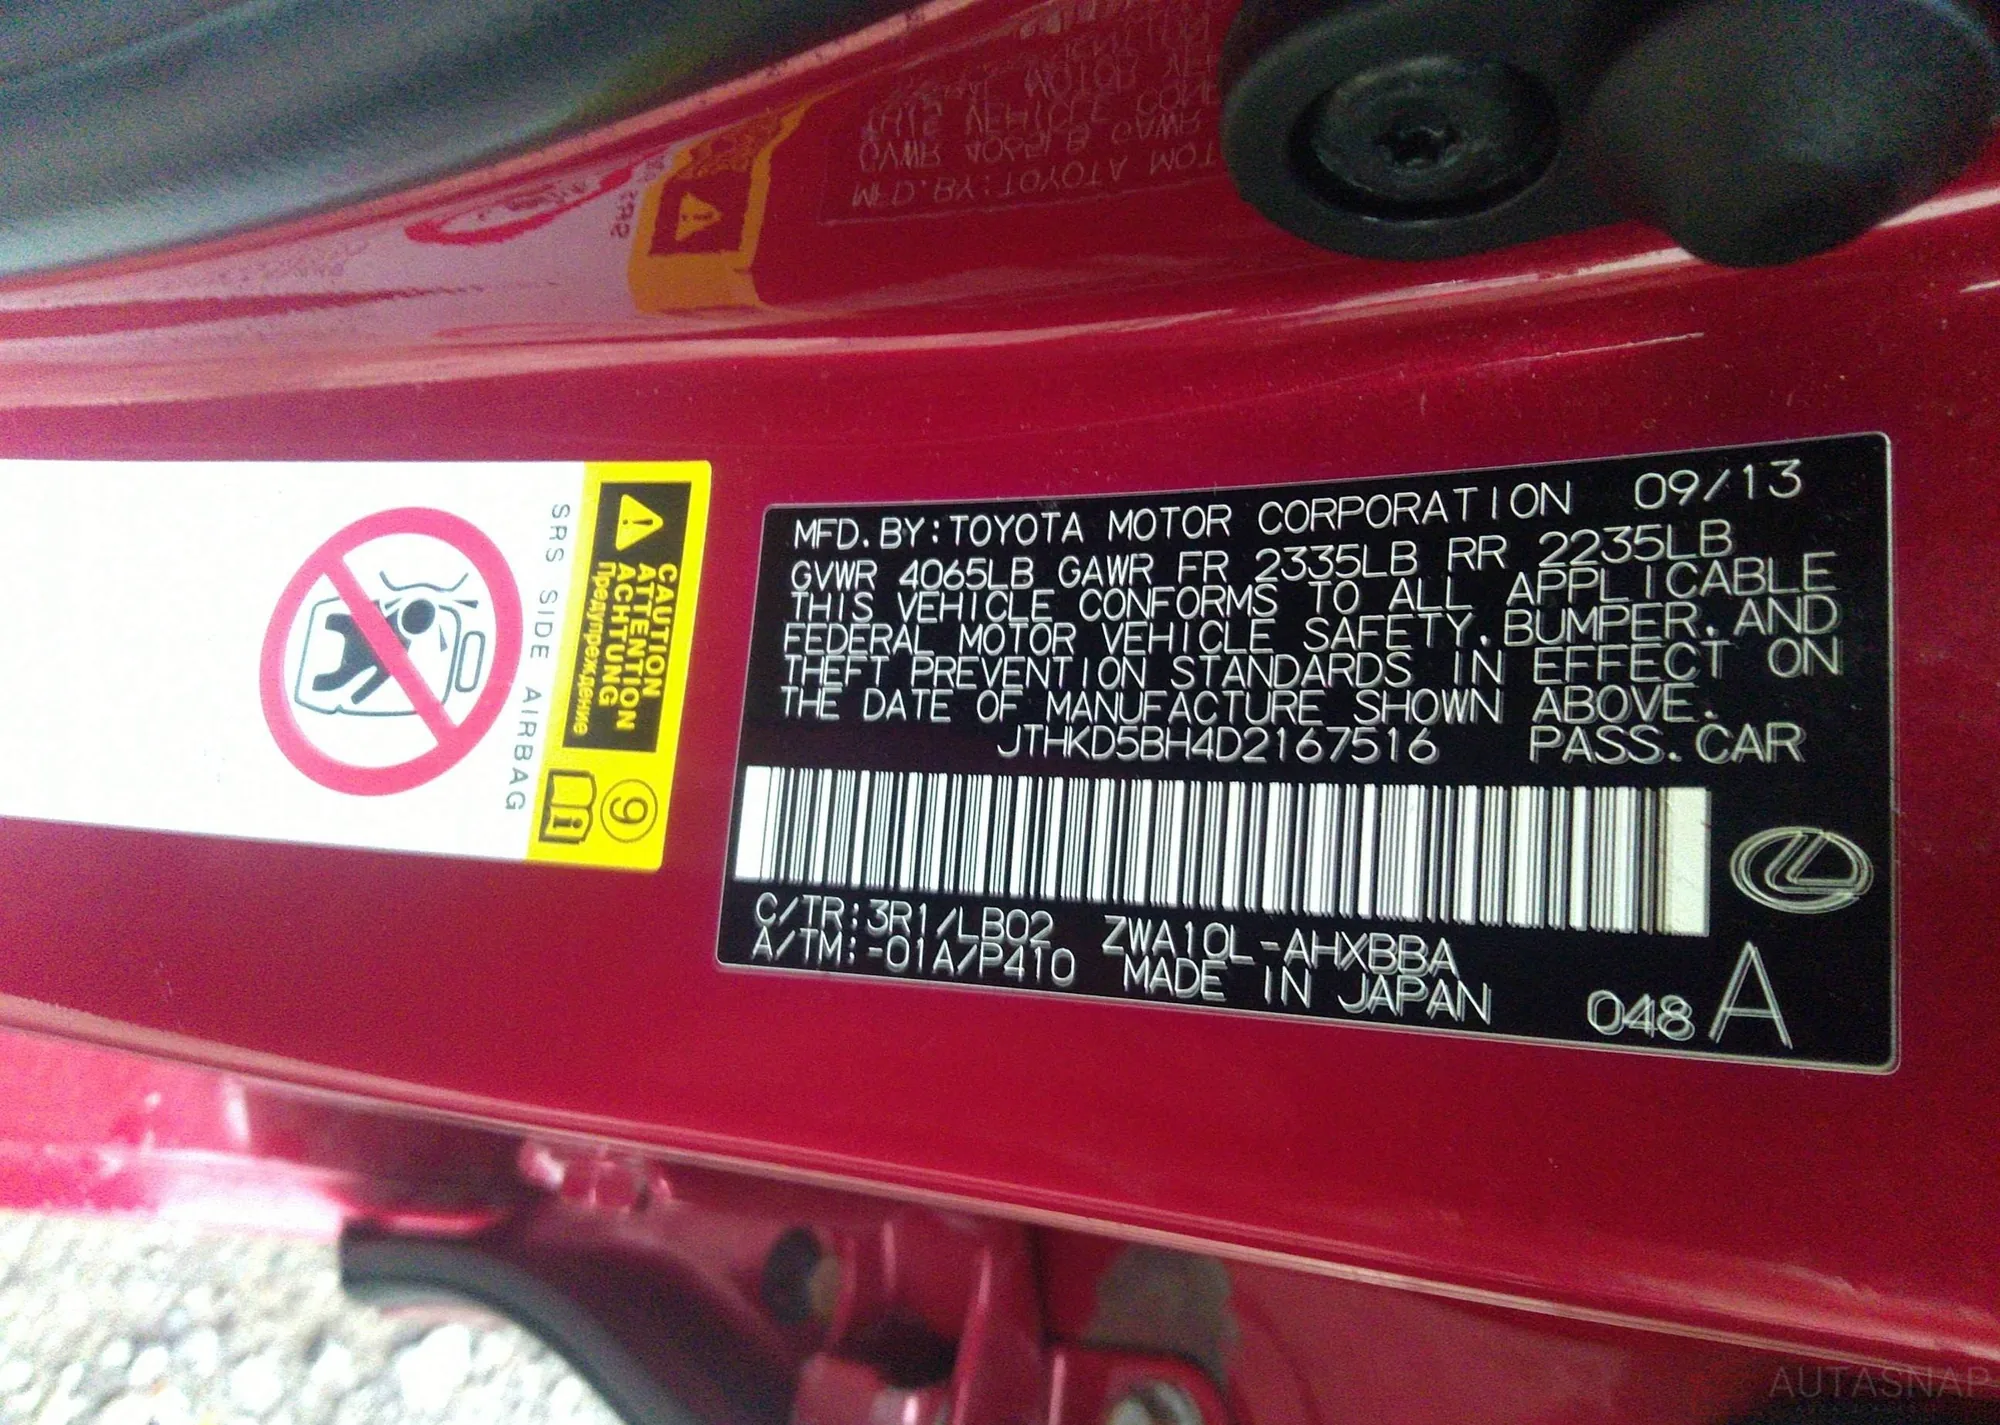 MFD.BY:TOYOTA MOTOR CORPORATION 09/13
GVWR 4065LB GAWR FR 2335LB RR 2235LB
THIS VEHICLE CONFORMS TO ALL APPLICABLE
FEDERAL MOTOR VEHICLE SAFETY,BUMPER,AND
THEFT PREVENTION STANDARDS IN EFFECT ON
THE DATE OF MANUFACTURE SHOWN ABOVE.
JTHKD5BH4D2167516 PASS.CAR
C/TR:3R1/LB02 ZWA10L-AHXBBA
A/TM:-01A/P410 MADE IN JAPAN
048 A
CAUTION
ATTENTION
ACHTUNG
Предупреждение
9
SRS SIDE AIRBAG
AUTASNAP